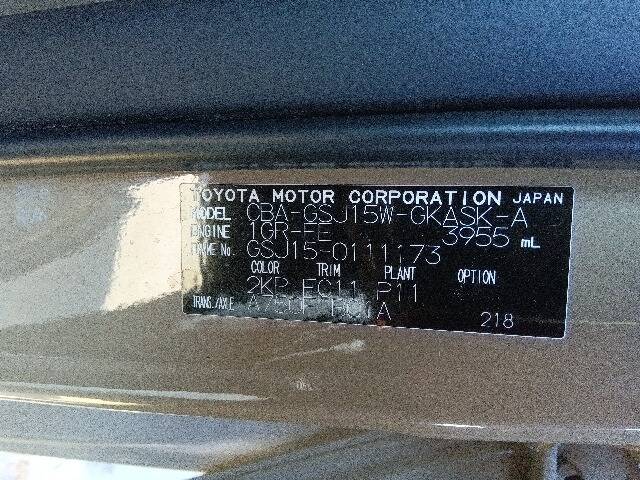 TOYOTA MOTOR CORPORATION JAPAN
MODEL CBA-GSJ15W-GKASK-A
ENGINE 1GR-FE 3955 mL
FRAME No. GSJ15-0111173
COLOR TRIM PLANT OPTION
2KP FC11 P11
TRANS./AXLE A 218